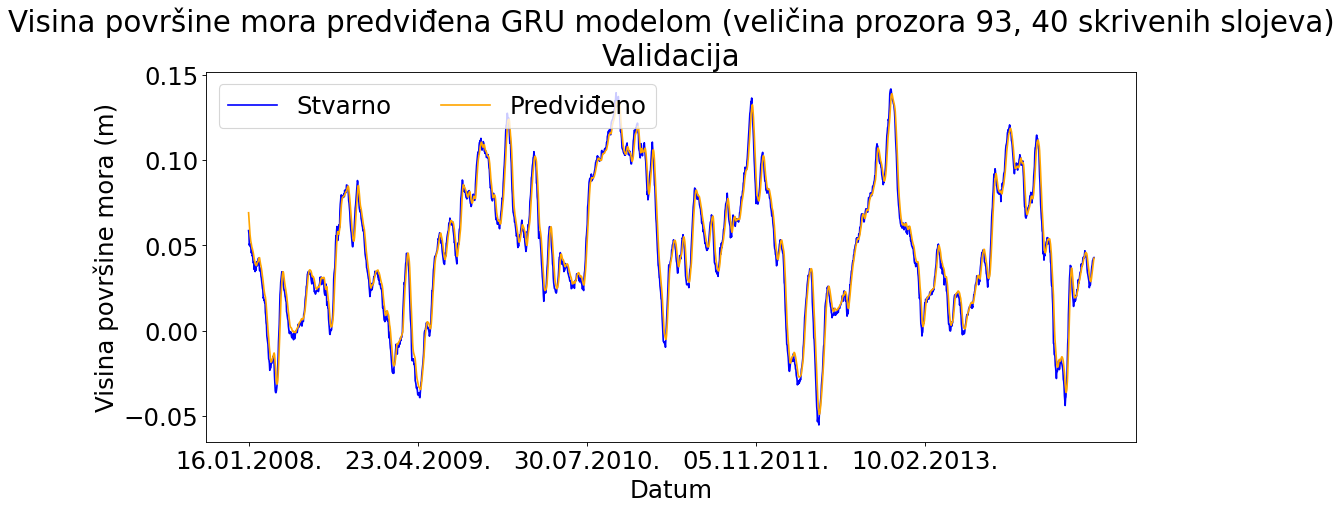 Visina površine mora predviđena GRU modelom (veličina prozora 93, 40 skrivenih slojeva)
Validacija
Stvarno Predviđeno
Visina površine mora (m)
0.15
0.10
0.05
0.00
−0.05
16.01.2008. 23.04.2009. 30.07.2010. 05.11.2011. 10.02.2013.
Datum